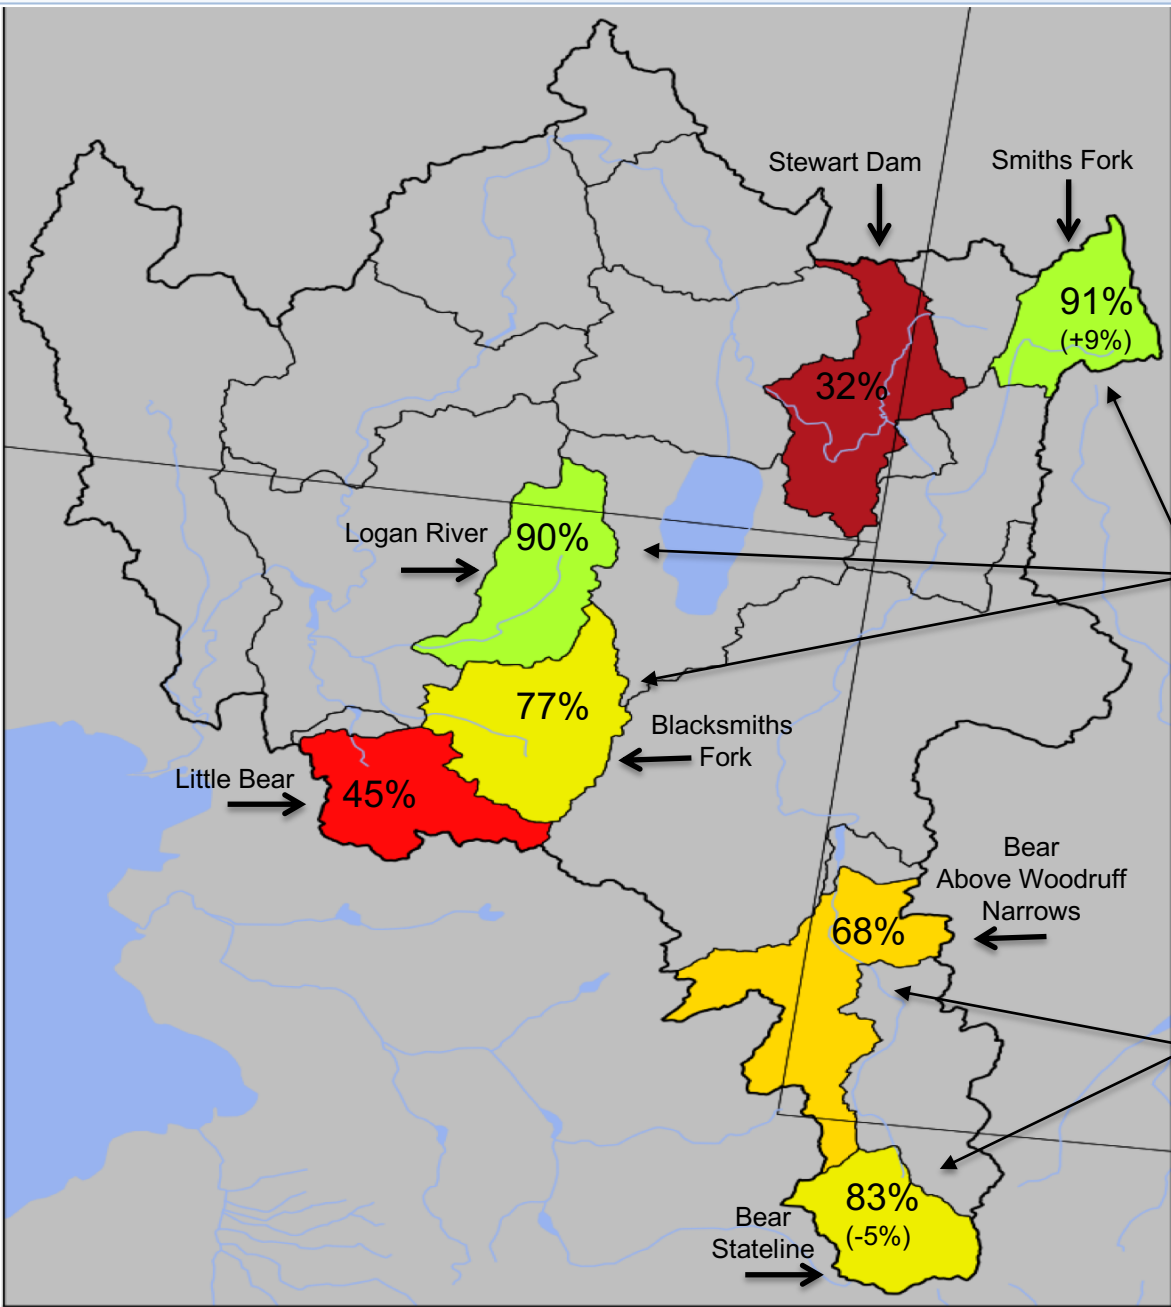 Stewart Dam
Smiths Fork
91%
(+9%)
32%
Logan River
90%
77%
Blacksmiths
Fork
Little Bear
45%
Bear
Above Woodruff
Narrows
68%
83%
(-5%)
Bear
Stateline